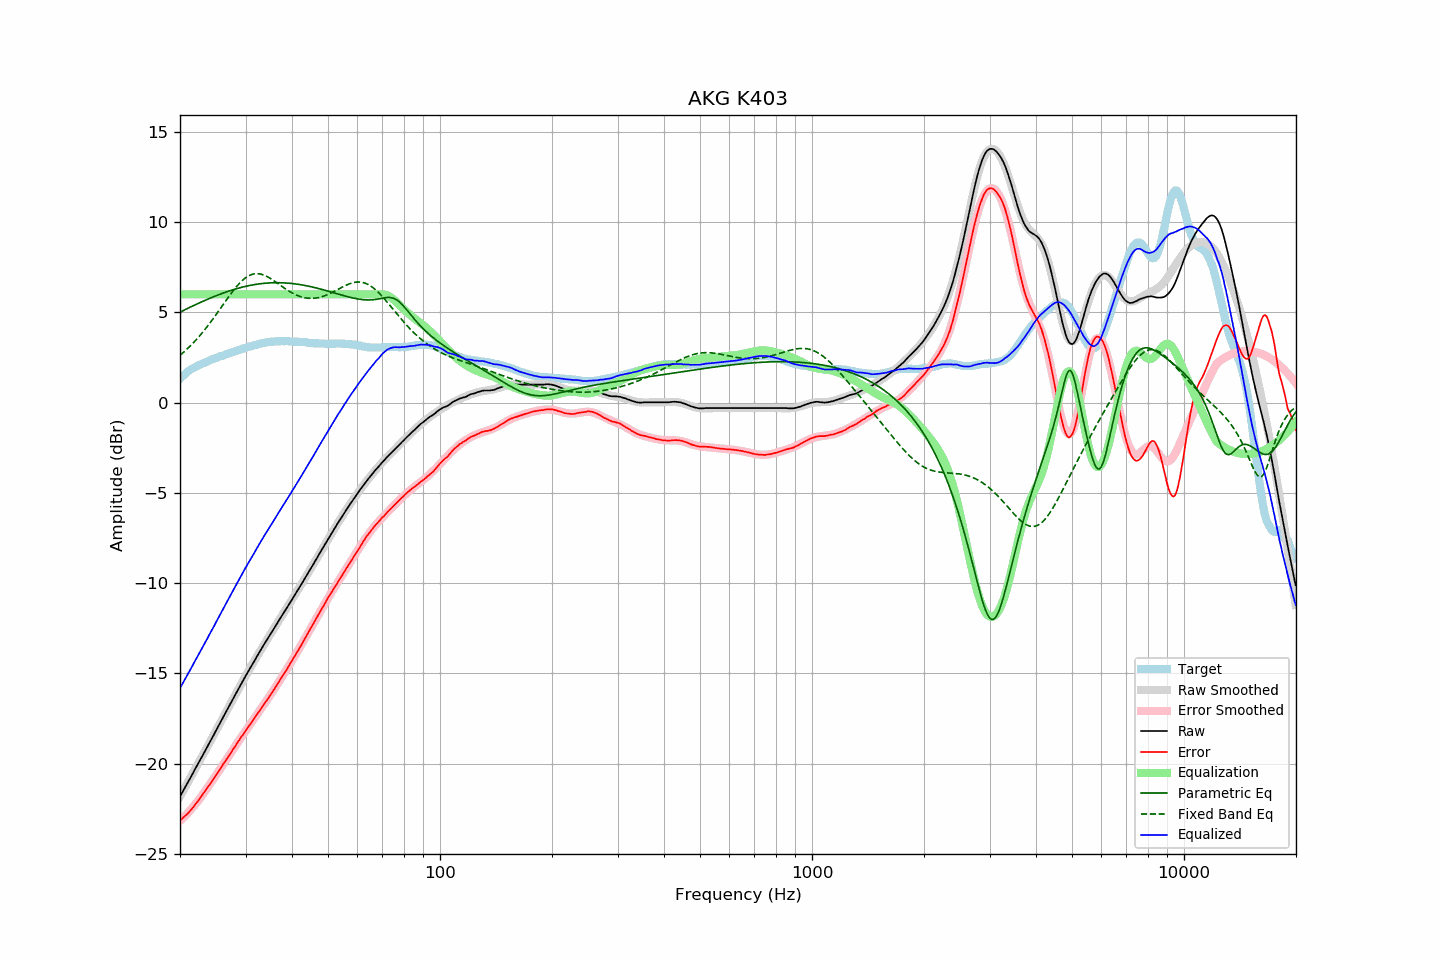 AKG K403
15
10
5
0
−5
−10
−15
−20
−25
Amplitude (dBr)
100
1000
10000
Frequency (Hz)
Target
Raw Smoothed
Error Smoothed
Raw
Error
Equalization
Parametric Eq
Fixed Band Eq
Equalized